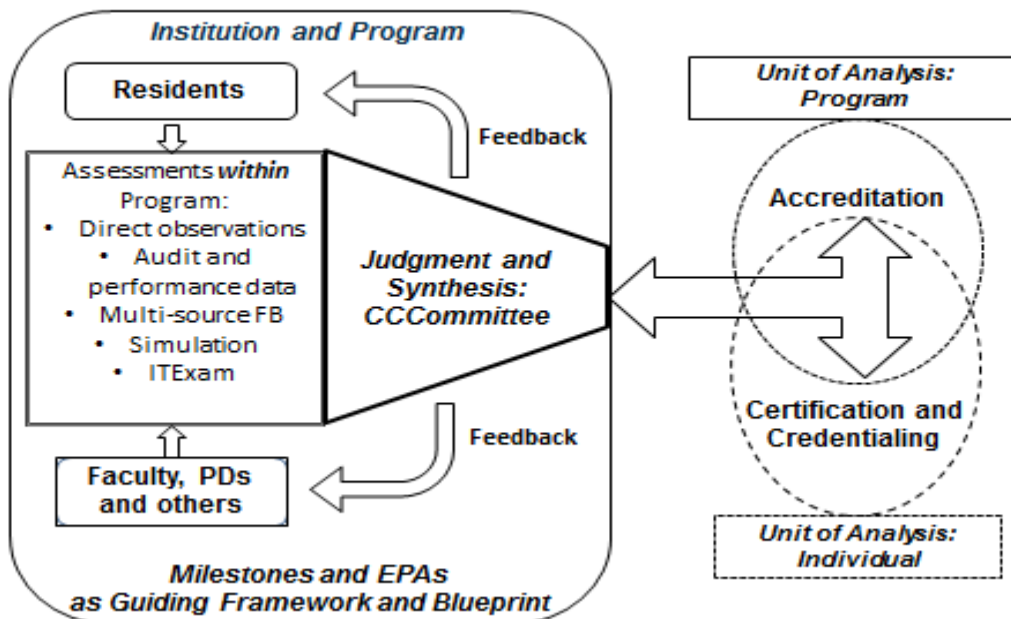 Institution and Program
Residents
Feedback
Assessments within
Program:
• Direct observations
• Audit and
performance data
• Multi-source FB
• Simulation
• ITExam
Judgment and
Synthesis:
CCCommittee
Feedback
Faculty, PDs
and others
Milestones and EPAs
as Guiding Framework and Blueprint
Unit of Analysis:
Program
Accreditation
Certification and
Credentialing
Unit of Analysis:
Individual